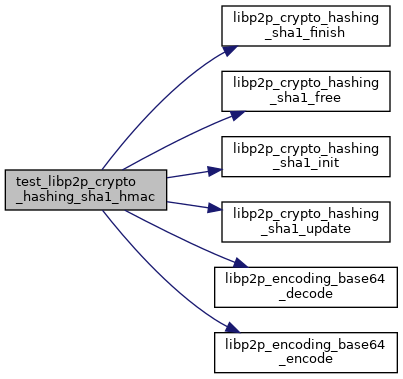 libp2p_crypto_hashing
_sha1_finish
libp2p_crypto_hashing
_sha1_free
libp2p_crypto_hashing
_sha1_init
test_libp2p_crypto
_hashing_sha1_hmac
libp2p_crypto_hashing
_sha1_update
libp2p_encoding_base64
_decode
libp2p_encoding_base64
_encode